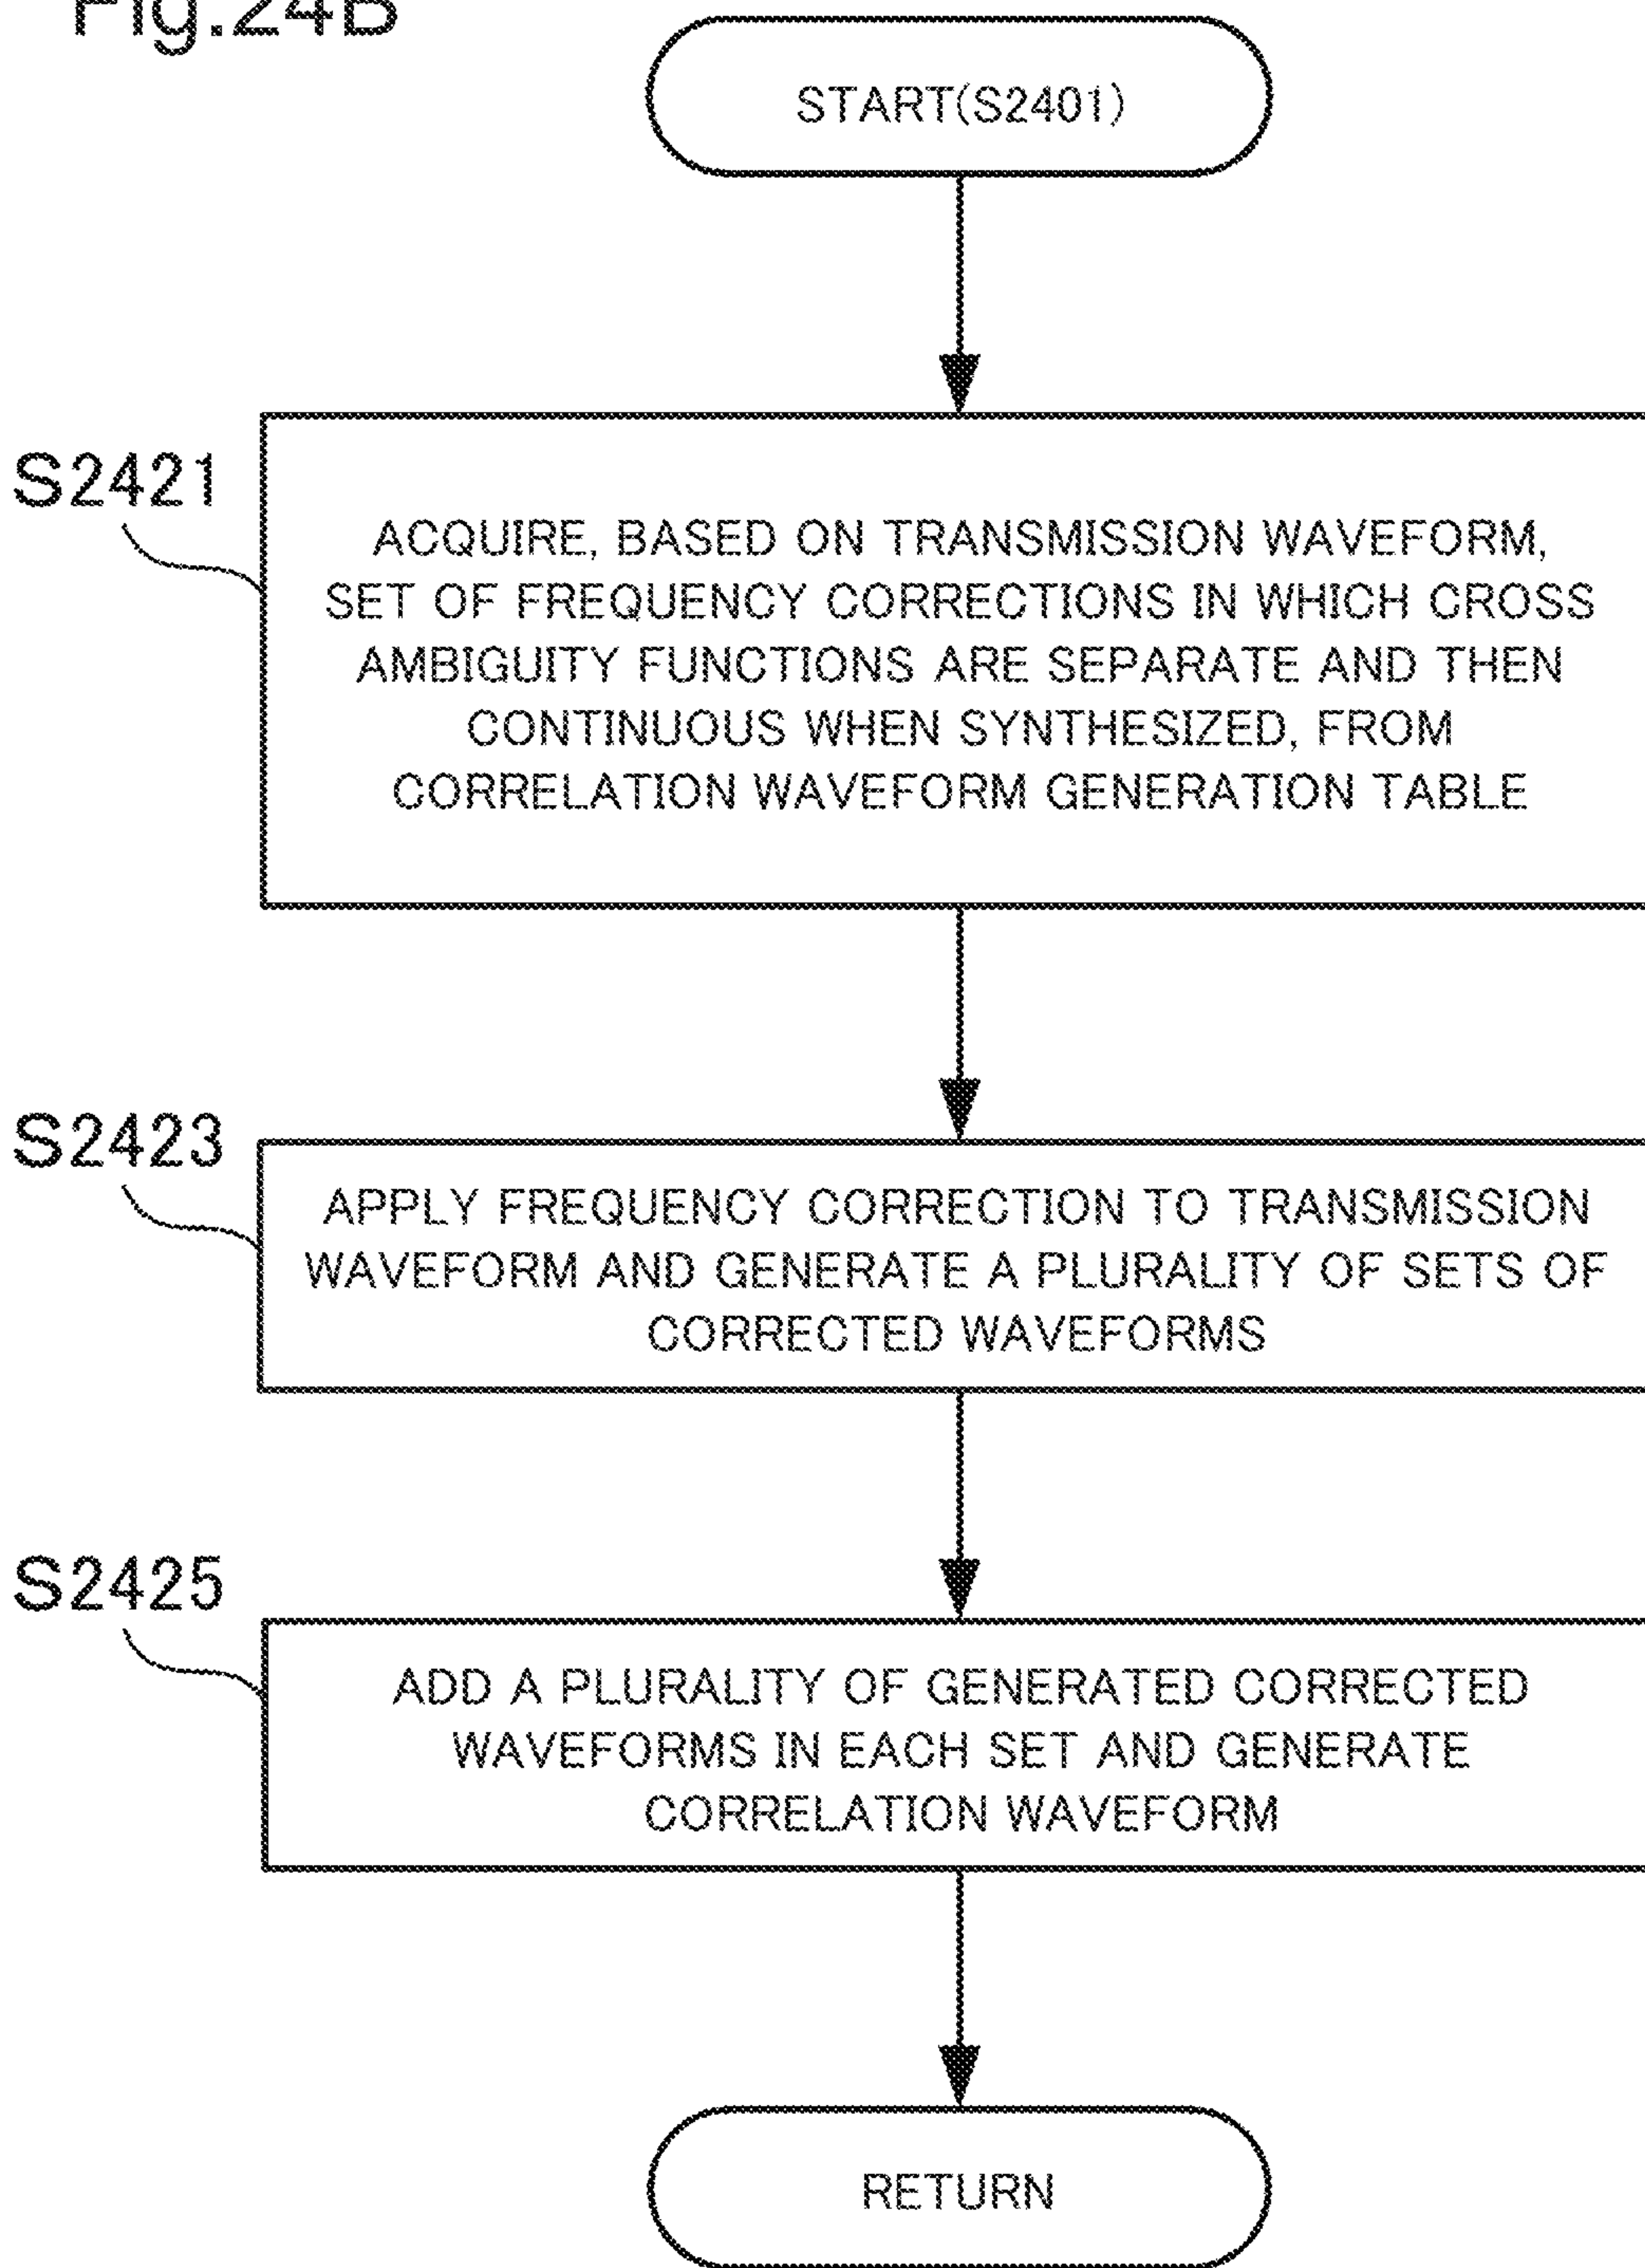 Fig.24B
START(S2401)
S2421
ACQUIRE, BASED ON TRANSMISSION WAVEFORM,
SET OF FREQUENCY CORRECTIONS IN WHICH CROSS
AMBIGUITY FUNCTIONS ARE SEPARATE AND THEN
CONTINUOUS WHEN SYNTHESIZED, FROM
CORRELATION WAVEFORM GENERATION TABLE
S2423
APPLY FREQUENCY CORRECTION TO TRANSMISSION
WAVEFORM AND GENERATE A PLURALITY OF SETS OF
CORRECTED WAVEFORMS
S2425
ADD A PLURALITY OF GENERATED CORRECTED
WAVEFORMS IN EACH SET AND GENERATE
CORRELATION WAVEFORM
RETURN